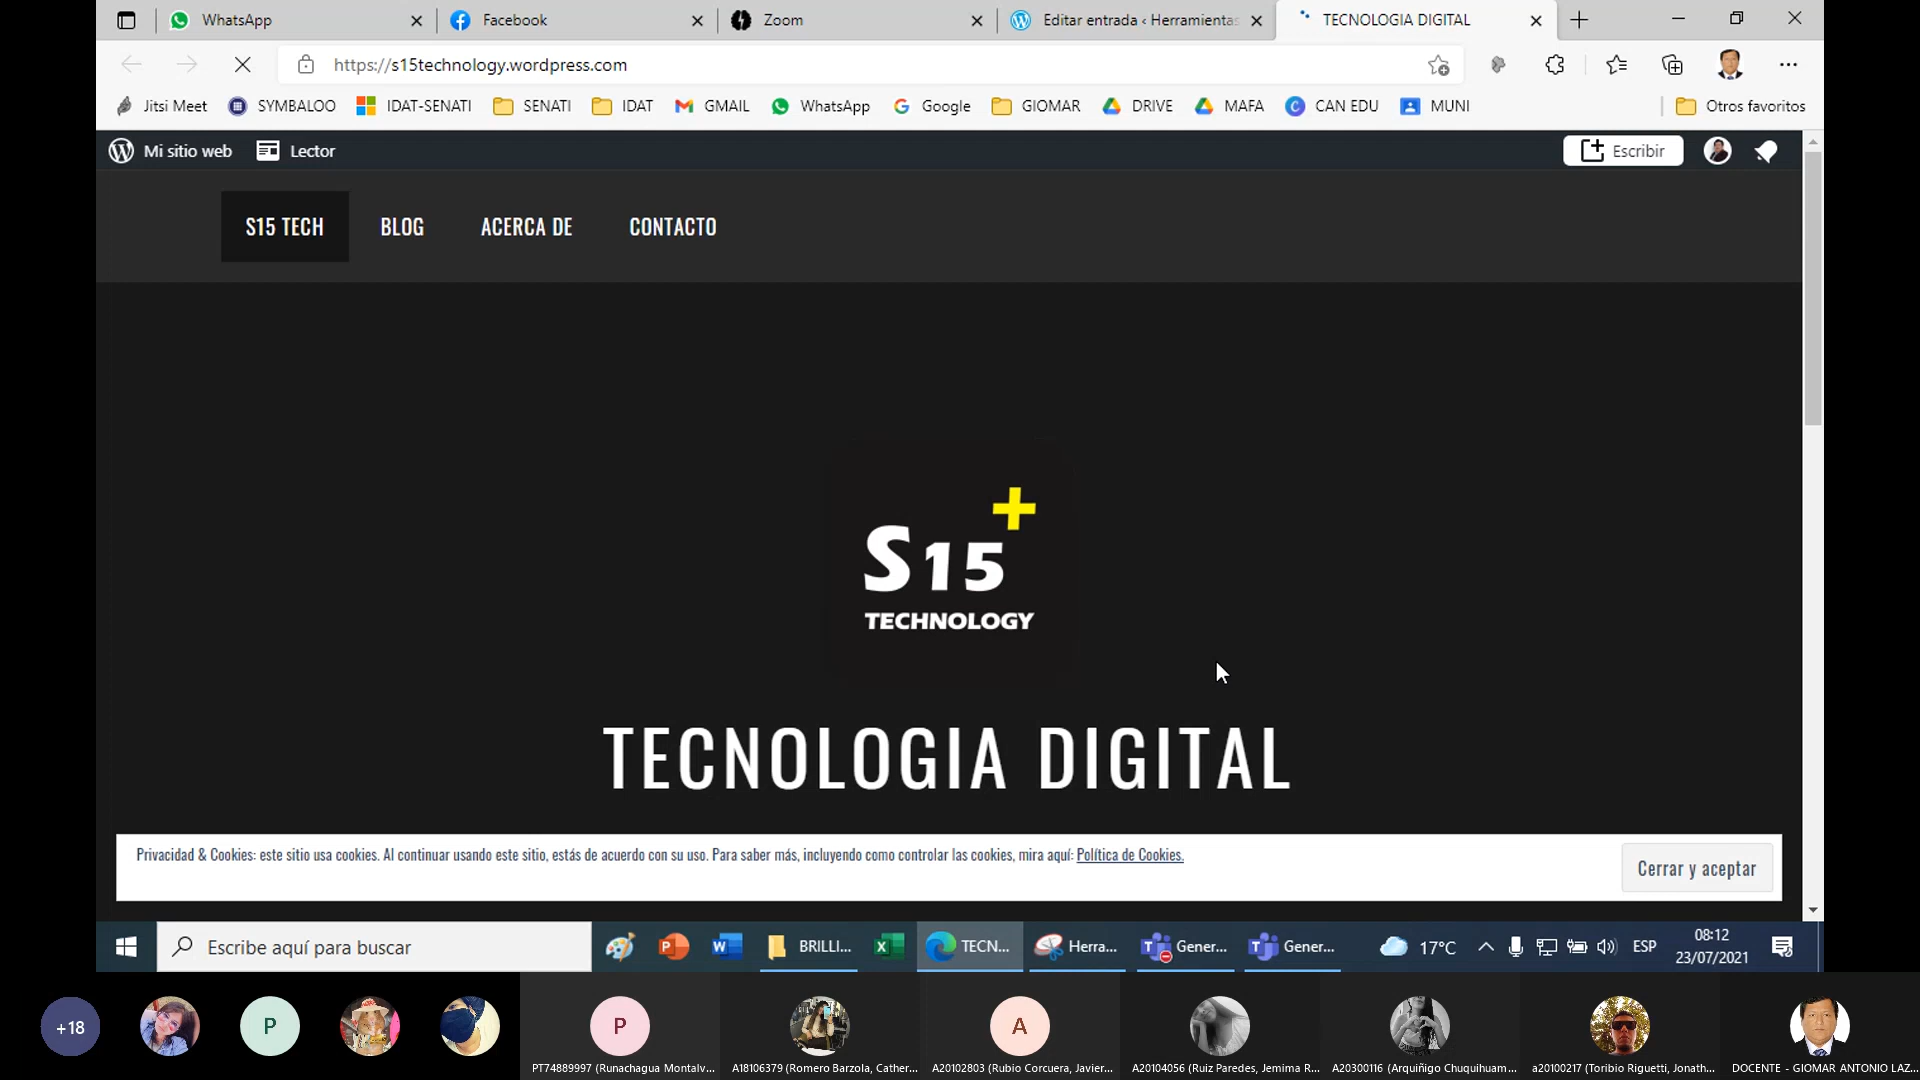 WhatsApp
Facebook
Zoom
Editar entrada ‹ Herramientas
TECNOLOGIA DIGITAL
https://s15technology.wordpress.com
Jitsi Meet
SYMBALOO
IDAT-SENATI
SENATI
IDAT
GMAIL
WhatsApp
Google
GIOMAR
DRIVE
MAFA
CAN EDU
MUNI
Otros favoritos
Mi sitio web
Lector
Escribir
S15 TECH
BLOG
ACERCA DE
CONTACTO
S15+
TECHNOLOGY
TECNOLOGIA DIGITAL
Privacidad & Cookies: este sitio usa cookies. Al continuar usando este sitio, estás de acuerdo con su uso. Para saber más, incluyendo como controlar las cookies, mira aquí: Política de Cookies.
Cerrar y aceptar
Escribe aquí para buscar
BRILLI...
TECN...
Herra...
Gener...
Gener...
17°C
ESP
08:12
23/07/2021
+18
P
P
A
PT74889997 (Runachagua Montalv...
A18106379 (Romero Barzola, Cather...
A20102803 (Rubio Corcuera, Javier...
A20104056 (Ruiz Paredes, Jemima R...
A20300116 (Arquiñigo Chuquihuam...
a20100217 (Toribio Riguetti, Jonath...
DOCENTE - GIOMAR ANTONIO LAZ...